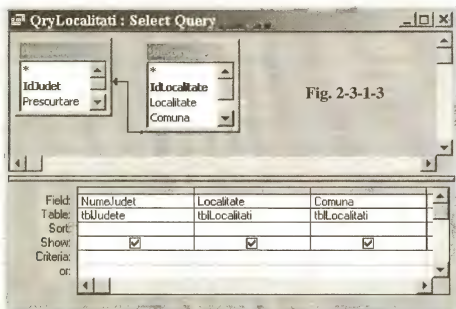 QryLocalitati : Select Query
*
IdJudet
Prescurtare
*
IdLocalitate
Localitate
Comuna
Fig. 2-3-1-3
Field: NumeJudet Localitate Comuna
Table: tblJudete tblLocalitati tblLocalitati
Sort:
Show:
Criteria:
or: